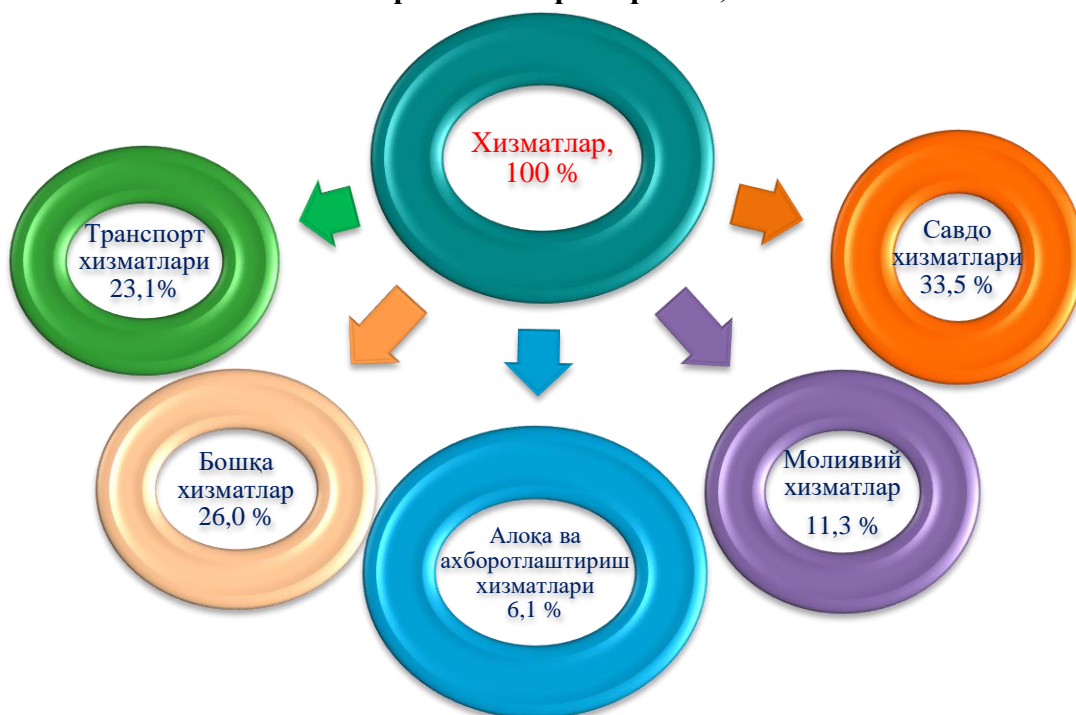 Хизматлар,
100 %
Транспорт
хизматлари
23,1%
Савдо
хизматлари
33,5 %
Бошқа
хизматлар
26,0 %
Алоқа ва
ахборотлаштириш
хизматлари
6,1 %
Молиявий
хизматлар
11,3 %